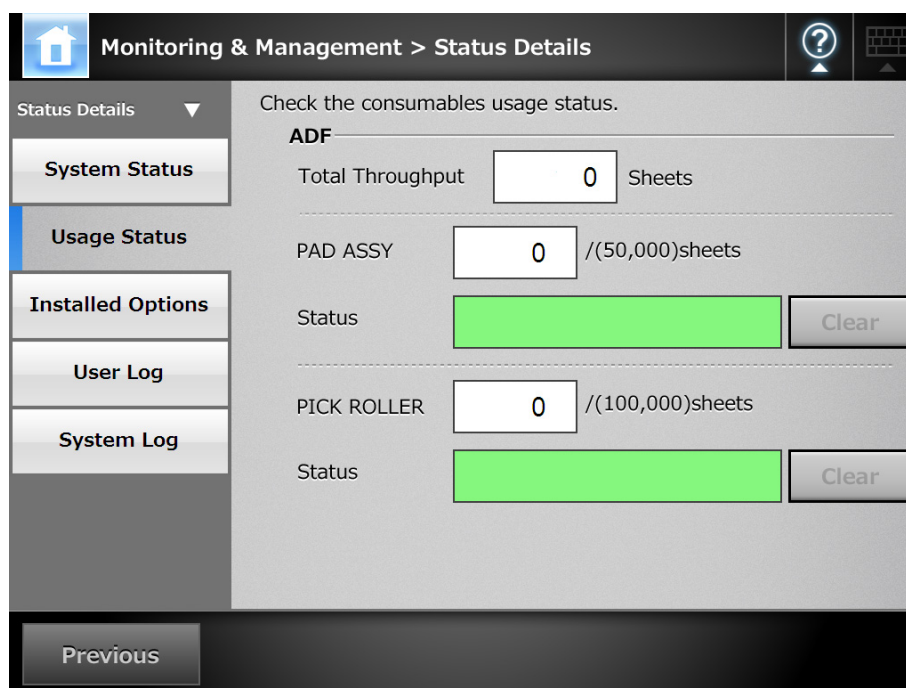 Monitoring & Management > Status Details
?
Status Details ▼
System Status
Usage Status
Installed Options
User Log
System Log
Check the consumables usage status.
ADF
Total Throughput 0 Sheets
PAD ASSY 0 /(50,000)sheets
Status Clear
PICK ROLLER 0 /(100,000)sheets
Status Clear
Previous